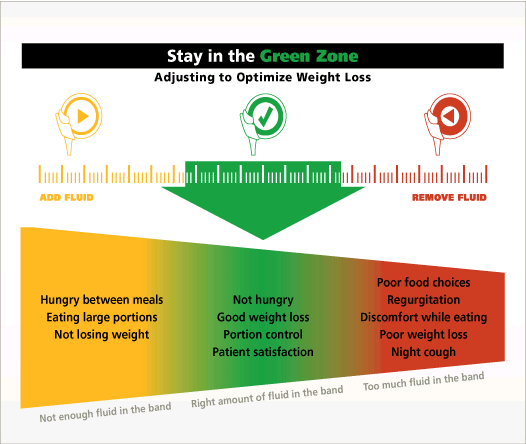 Stay in the Green Zone
Adjusting to Optimize Weight Loss
ADD FLUID
REMOVE FLUID
Hungry between meals
Eating large portions
Not losing weight
Not hungry
Good weight loss
Portion control
Patient satisfaction
Poor food choices
Regurgitation
Discomfort while eating
Poor weight loss
Night cough
Not enough fluid in the band
Right amount of fluid in the band
Too much fluid in the band